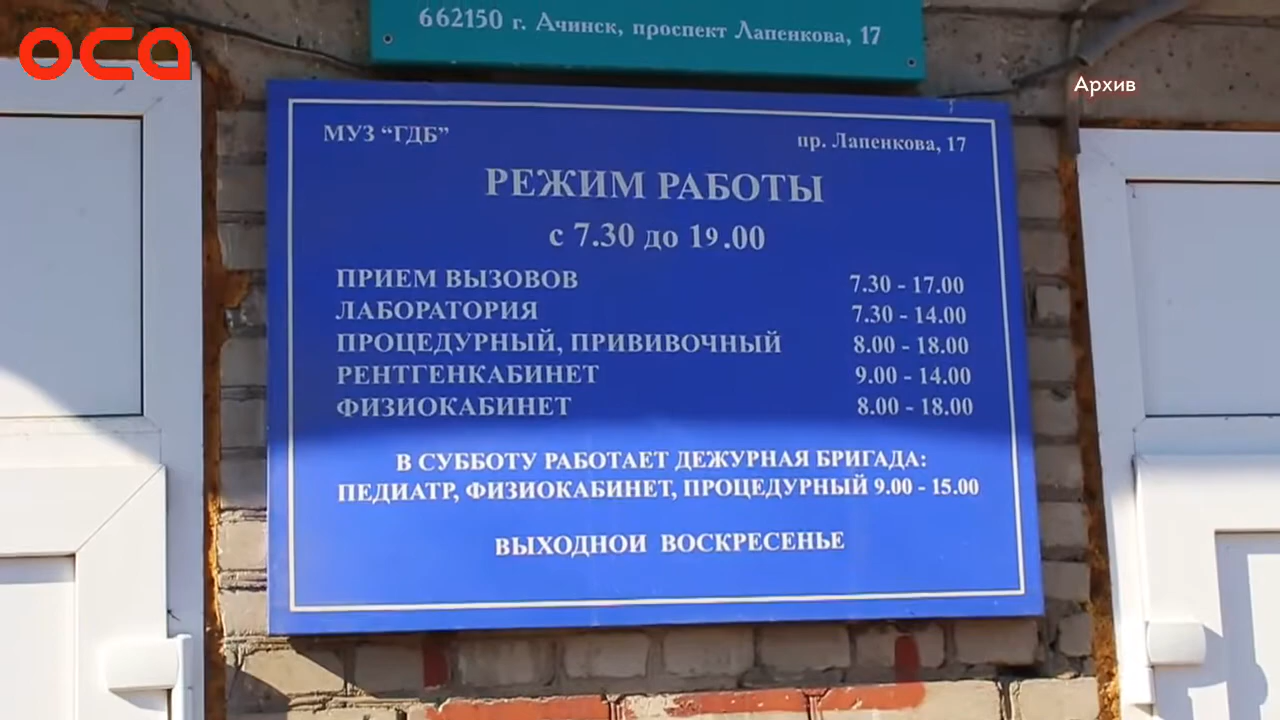 оса
662150 г. Ачинск, проспект Лапенкова, 17
Архив
МУЗ “ГДБ” пр. Лапенкова, 17
РЕЖИМ РАБОТЫ
с 7.30 до 19.00
ПРИЕМ ВЫЗОВОВ 7.30 - 17.00
ЛАБОРАТОРИЯ 7.30 - 14.00
ПРОЦЕДУРНЫЙ, ПРИВИВОЧНЫЙ 8.00 - 18.00
РЕНТГЕНКАБИНЕТ 9.00 - 14.00
ФИЗИОКАБИНЕТ 8.00 - 18.00
В СУББОТУ РАБОТАЕТ ДЕЖУРНАЯ БРИГАДА:
ПЕДИАТР, ФИЗИОКАБИНЕТ, ПРОЦЕДУРНЫЙ 9.00 - 15.00
ВЫХОДНОИ ВОСКРЕСЕНЬЕ